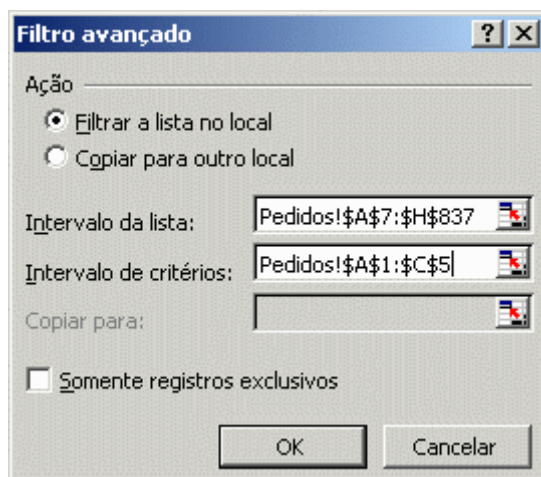 Filtro avançado
Ação
Filtrar a lista no local
Copiar para outro local
Intervalo da lista: Pedidos!$A$7:$H$837
Intervalo de critérios: Pedidos!$A$1:$C$5
Copiar para:
Somente registros exclusivos
OK Cancelar